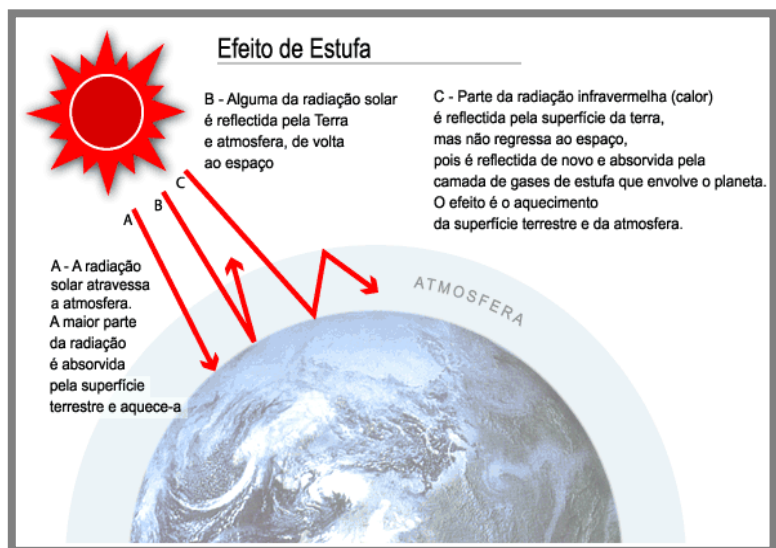 Efeito de Estufa
B - Alguma da radiação solar
é reflectida pela Terra
e atmosfera, de volta
ao espaço
C - Parte da radiação infravermelha (calor)
é reflectida pela superfície da terra,
mas não regressa ao espaço,
pois é reflectida de novo e absorvida pela
camada de gases de estufa que envolve o planeta.
O efeito é o aquecimento
da superfície terrestre e da atmosfera.
C
B
A
A - A radiação
solar atravessa
a atmosfera.
A maior parte
da radiação
é absorvida
pela superfície
terrestre e aquece-a
ATMOSFERA